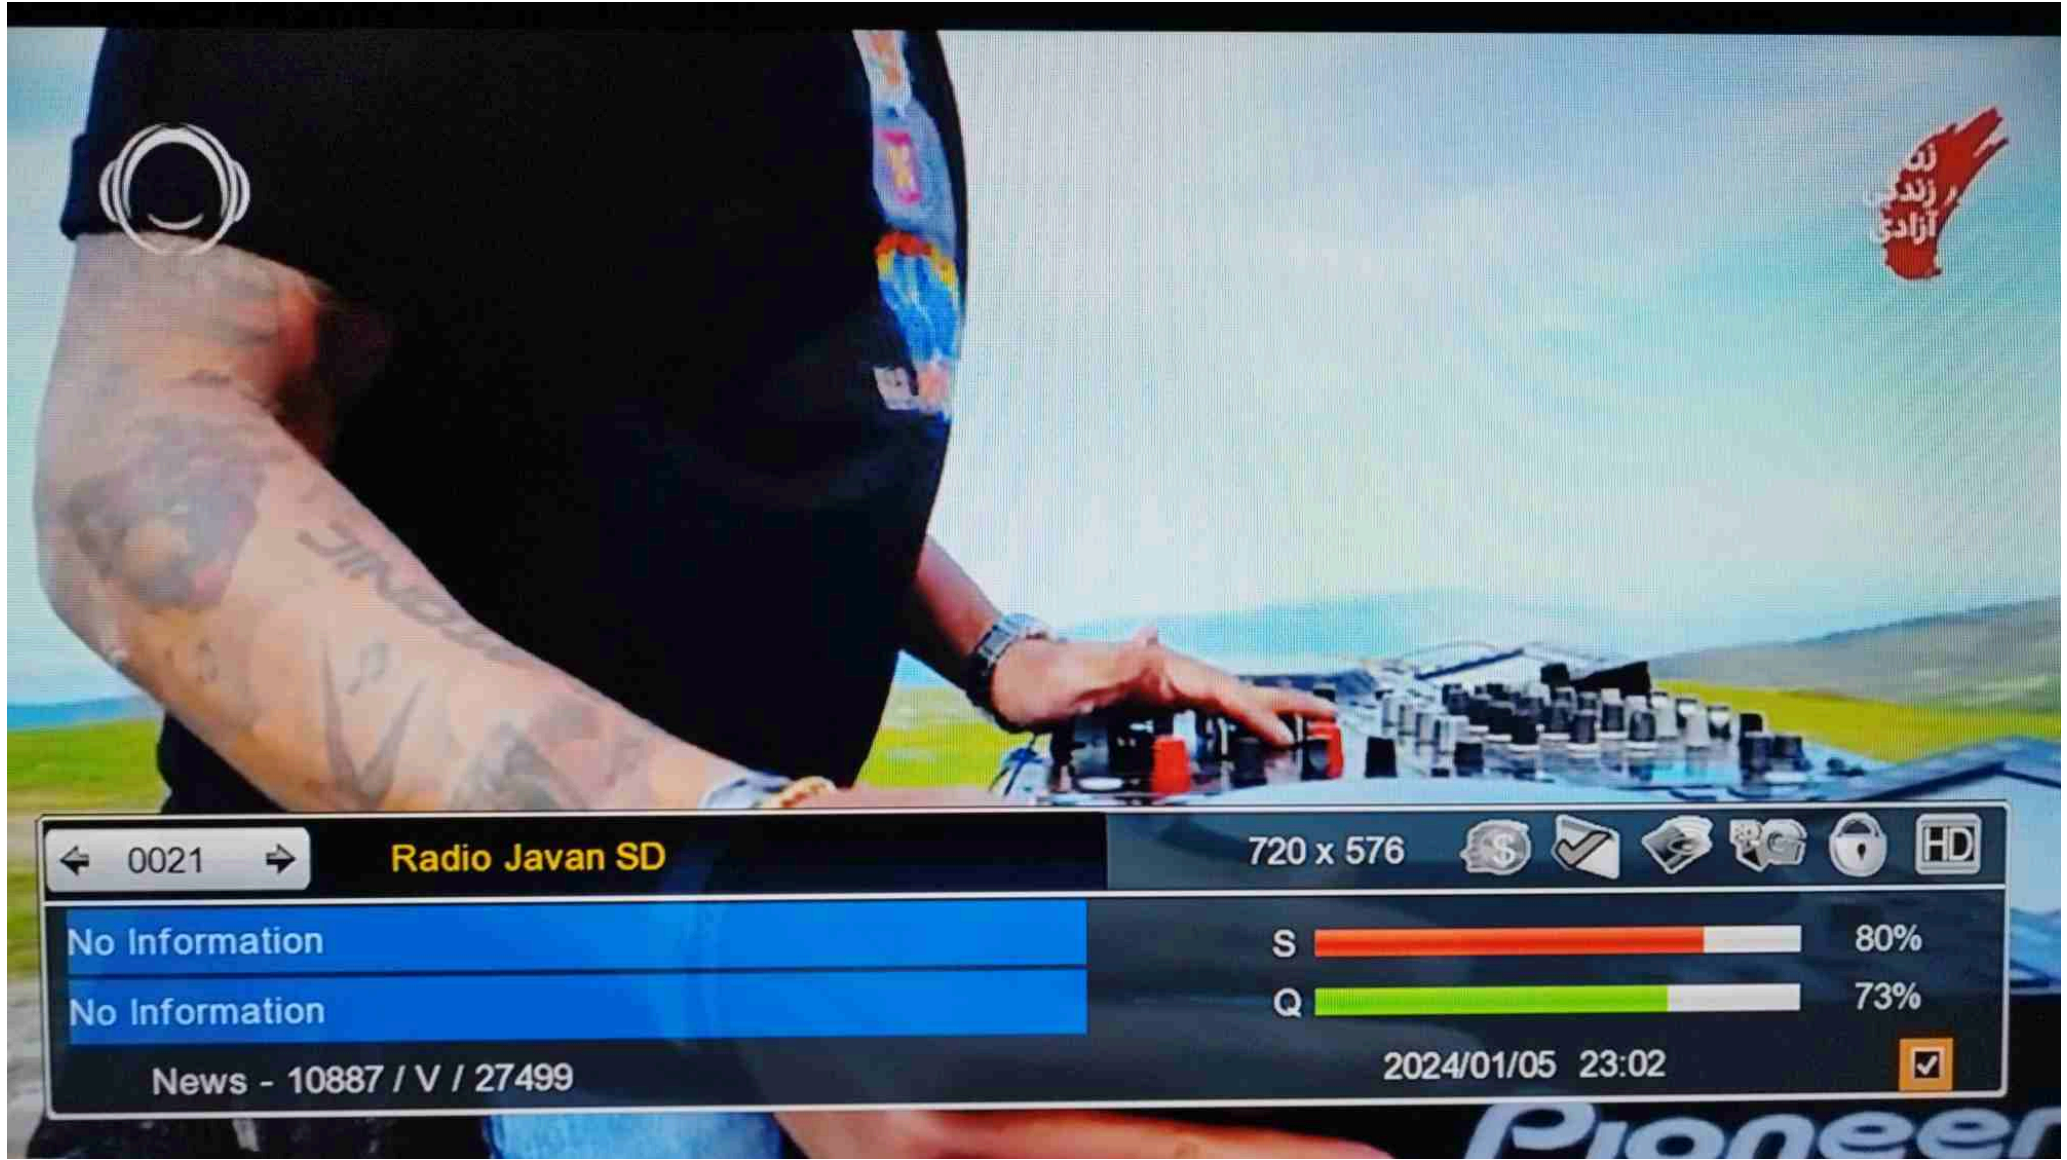 زن
زندگی
آزادی
0021
Radio Javan SD
720 x 576
HD
No Information
S
80%
No Information
Q
73%
News - 10887 / V / 27499
2024/01/05 23:02
Pioneer